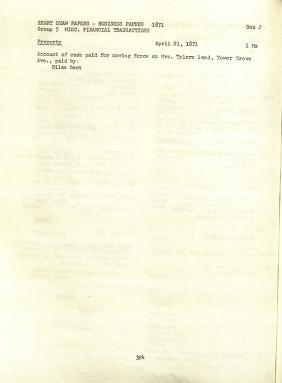 HENRY SHAW PAPERS - BUSINESS PAPERS 1871 Box 2
Group 5 MISC. FINANCIAL TRANSACTIONS
Property April 21, 1871 1 Ms
Account of cash paid for moving fence on Mrs. Tylers land, Tower Grove
Ave., paid by:
Silas Bent
324